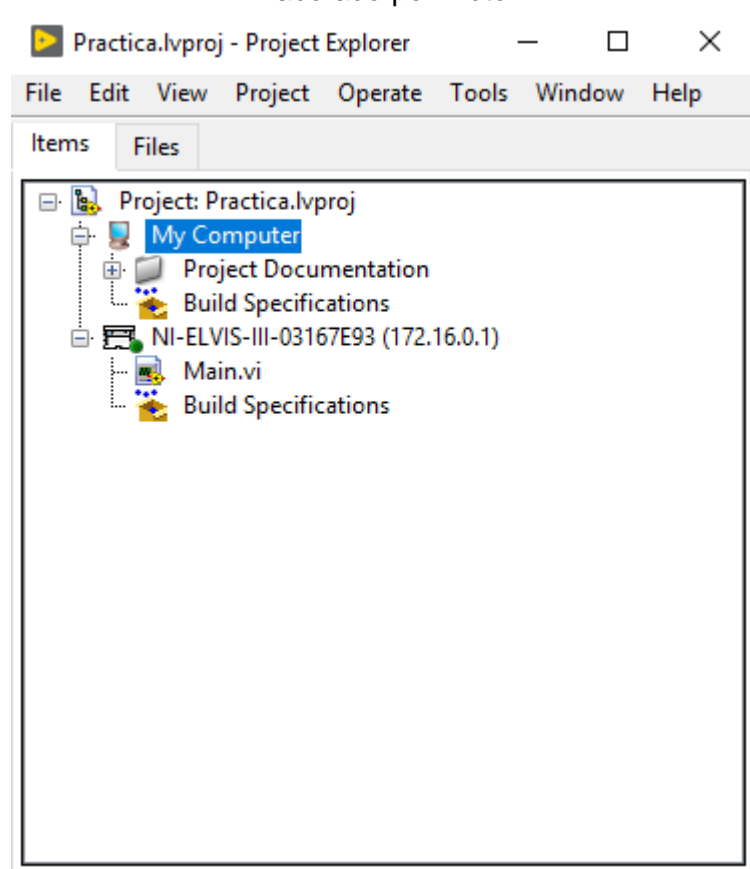 Practica.lvproj - Project Explorer
File Edit View Project Operate Tools Window Help
Items Files
Project: Practica.lvproj
My Computer
Project Documentation
Build Specifications
NI-ELVIS-III-03167E93 (172.16.0.1)
Main.vi
Build Specifications